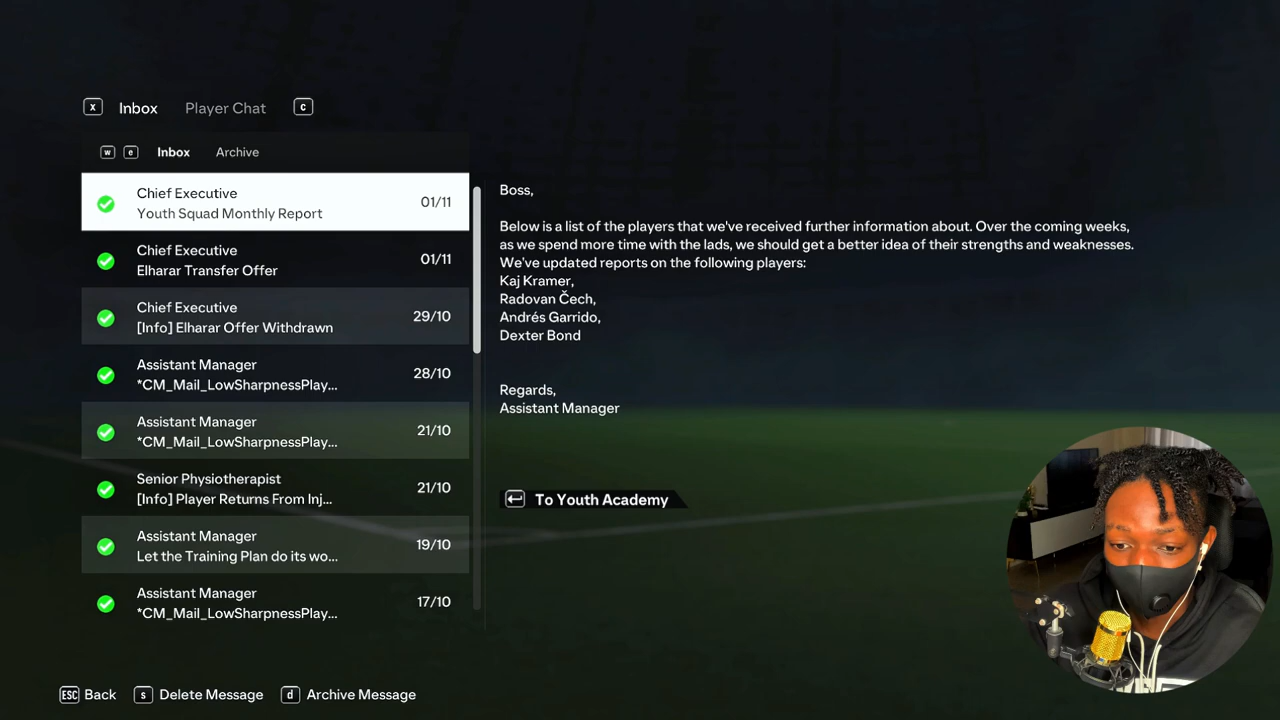 X Inbox Player Chat C
w e Inbox Archive
Chief Executive
Youth Squad Monthly Report
01/11
Chief Executive
Elharar Transfer Offer
01/11
Chief Executive
[Info] Elharar Offer Withdrawn
29/10
Assistant Manager
*CM_Mail_LowSharpnessPlay...
28/10
Assistant Manager
*CM_Mail_LowSharpnessPlay...
21/10
Senior Physiotherapist
[Info] Player Returns From Inj...
21/10
Assistant Manager
Let the Training Plan do its wo...
19/10
Assistant Manager
*CM_Mail_LowSharpnessPlay...
17/10
Boss,
Below is a list of the players that we've received further information about. Over the coming weeks,
as we spend more time with the lads, we should get a better idea of their strengths and weaknesses.
We've updated reports on the following players:
Kaj Kramer,
Radovan Čech,
Andrés Garrido,
Dexter Bond
Regards,
Assistant Manager
To Youth Academy
ESC Back s Delete Message d Archive Message